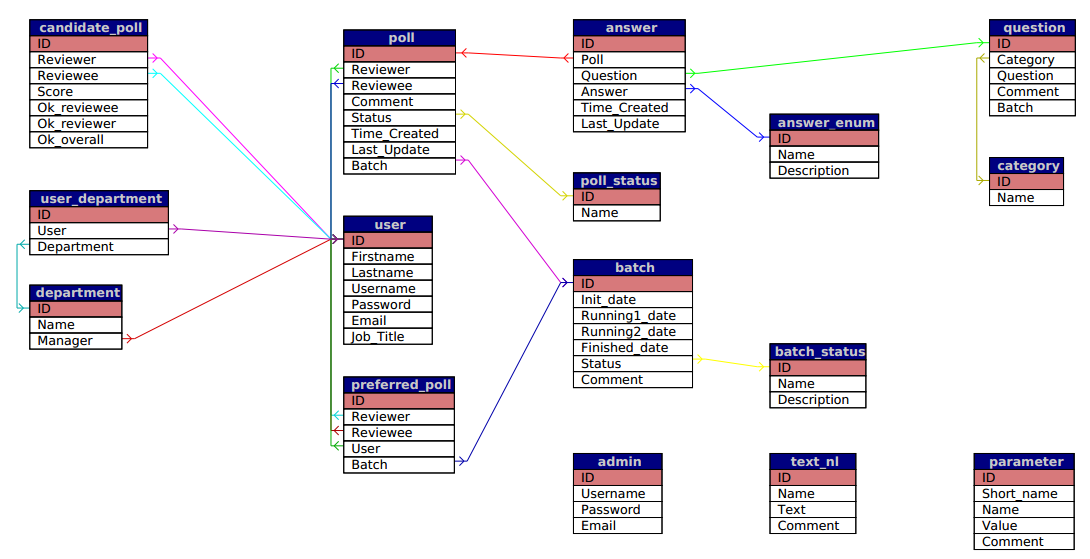 candidate_poll
ID
Reviewer
Reviewee
Score
Ok_reviewee
Ok_reviewer
Ok_overall
user_department
ID
User
Department
department
ID
Name
Manager
poll
ID
Reviewer
Reviewee
Comment
Status
Time_Created
Last_Update
Batch
user
ID
Firstname
Lastname
Username
Password
Email
Job_Title
preferred_poll
ID
Reviewer
Reviewee
User
Batch
answer
ID
Poll
Question
Answer
Time_Created
Last_Update
poll_status
ID
Name
batch
ID
Init_date
Running1_date
Running2_date
Finished_date
Status
Comment
admin
ID
Username
Password
Email
answer_enum
ID
Name
Description
batch_status
ID
Name
Description
text_nl
ID
Name
Text
Comment
question
ID
Category
Question
Comment
Batch
category
ID
Name
parameter
ID
Short_name
Name
Value
Comment